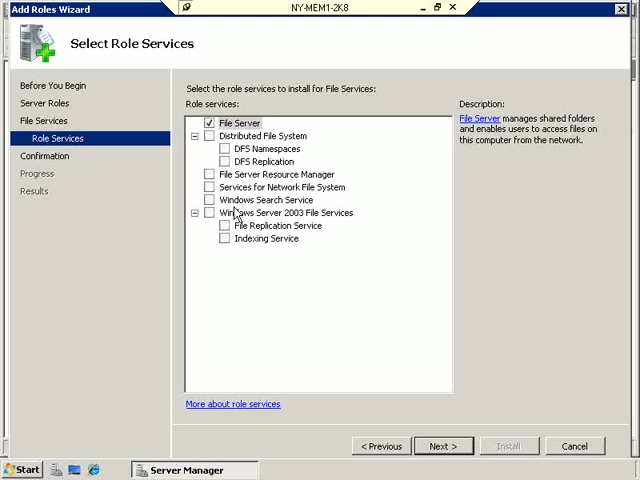 Add Roles Wizard
NY-MEM1-2K8
Select Role Services
Before You Begin
Server Roles
File Services
Role Services
Confirmation
Progress
Results
Select the role services to install for File Services:
Role services:
File Server
Distributed File System
DFS Namespaces
DFS Replication
File Server Resource Manager
Services for Network File System
Windows Search Service
Windows Server 2003 File Services
File Replication Service
Indexing Service
More about role services
Description:
File Server manages shared folders
and enables users to access files on
this computer from the network.
< Previous
Next >
Install
Cancel
Start
Server Manager